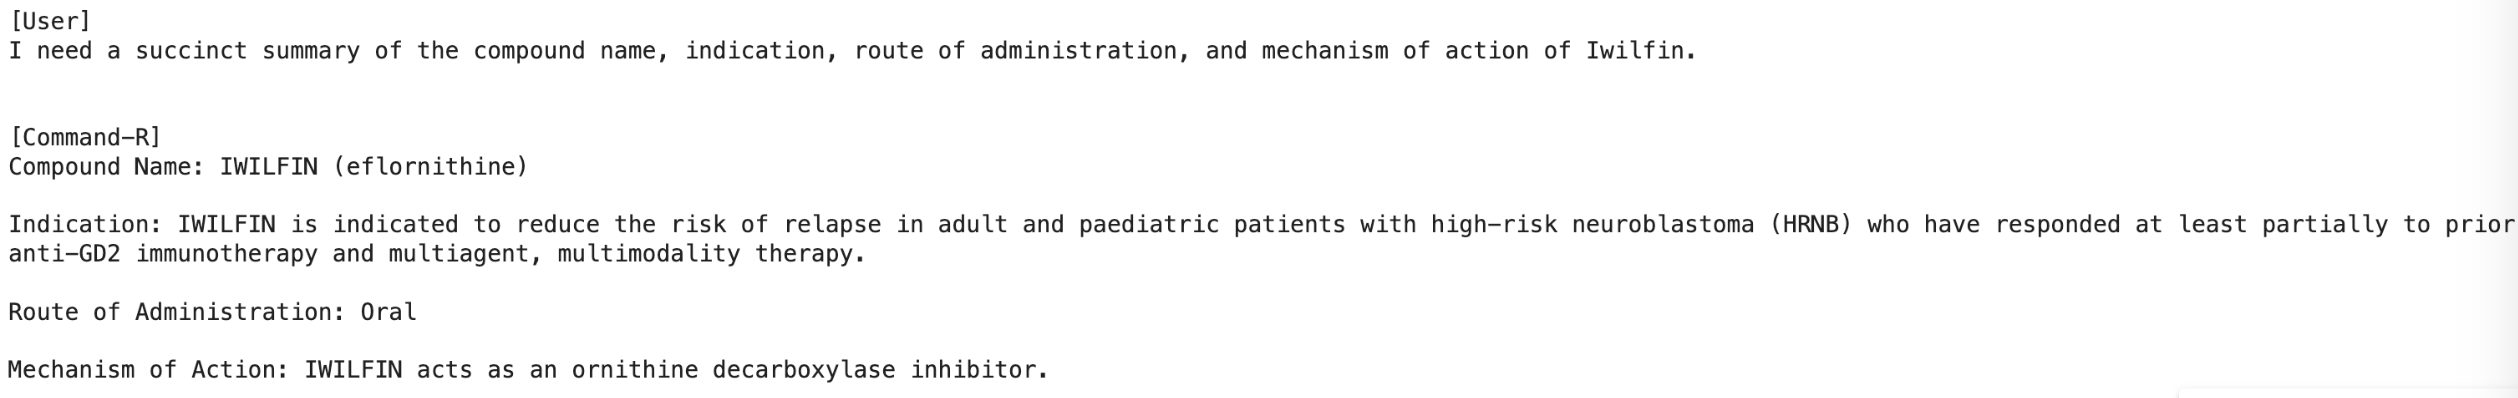 [User]
I need a succinct summary of the compound name, indication, route of administration, and mechanism of action of Iwilfin.
[Command-R]
Compound Name: IWILFIN (eflornithine)
Indication: IWILFIN is indicated to reduce the risk of relapse in adult and paediatric patients with high-risk neuroblastoma (HRNB) who have responded at least partially to prior
anti-GD2 immunotherapy and multiagent, multimodality therapy.
Route of Administration: Oral
Mechanism of Action: IWILFIN acts as an ornithine decarboxylase inhibitor.